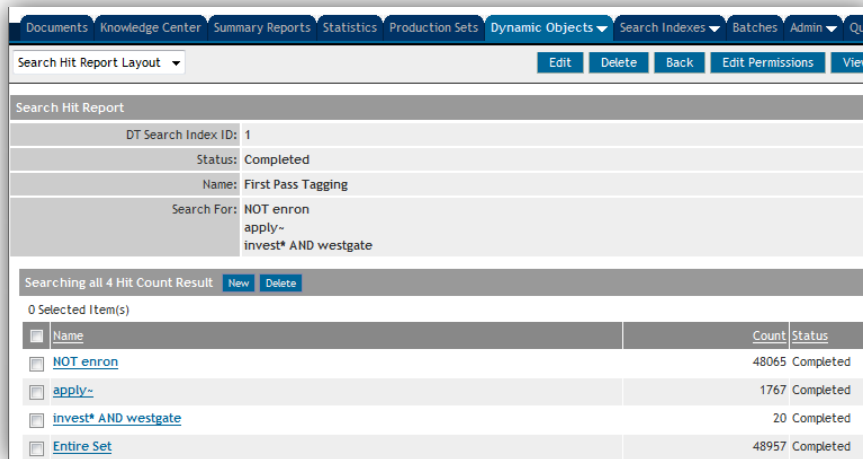 Documents Knowledge Center Summary Reports Statistics Production Sets Dynamic Objects Search Indexes Batches Admin
Search Hit Report Layout Edit Delete Back Edit Permissions
Search Hit Report
DT Search Index ID: 1
Status: Completed
Name: First Pass Tagging
Search For: NOT enron
apply~
invest* AND westgate
Searching all 4 Hit Count Result New Delete
0 Selected Item(s)
Name Count Status
NOT enron 48065 Completed
apply~ 1767 Completed
invest* AND westgate 20 Completed
Entire Set 48957 Completed